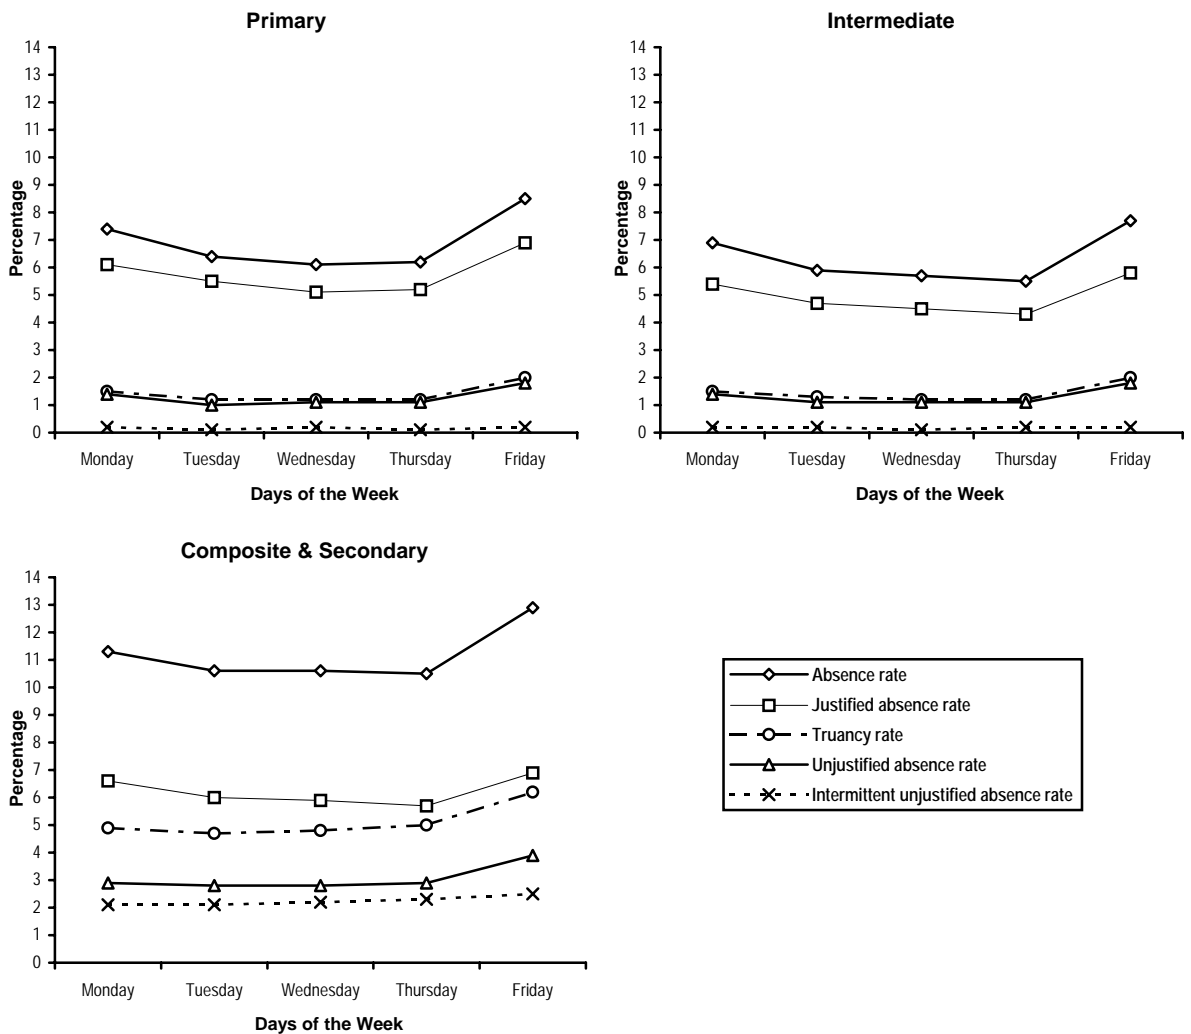 Primary
14
13
12
11
10
9
8
7
6
5
4
3
2
1
0
Percentage
Monday Tuesday Wednesday Thursday Friday
Days of the Week
Intermediate
14
13
12
11
10
9
8
7
6
5
4
3
2
1
0
Percentage
Monday Tuesday Wednesday Thursday Friday
Days of the Week
Composite & Secondary
14
13
12
11
10
9
8
7
6
5
4
3
2
1
0
Percentage
Monday Tuesday Wednesday Thursday Friday
Days of the Week
Absence rate
Justified absence rate
Truancy rate
Unjustified absence rate
Intermittent unjustified absence rate